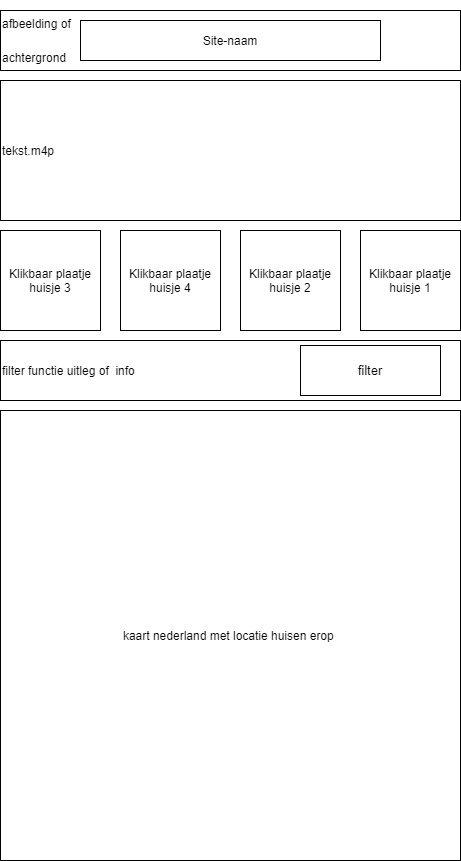 afbeelding of
achtergrond
Site-naam
tekst.m4p
Klikbaar plaatje
huisje 3
Klikbaar plaatje
huisje 4
Klikbaar plaatje
huisje 2
Klikbaar plaatje
huisje 1
filter functie uitleg of  info
filter
kaart nederland met locatie huisen erop